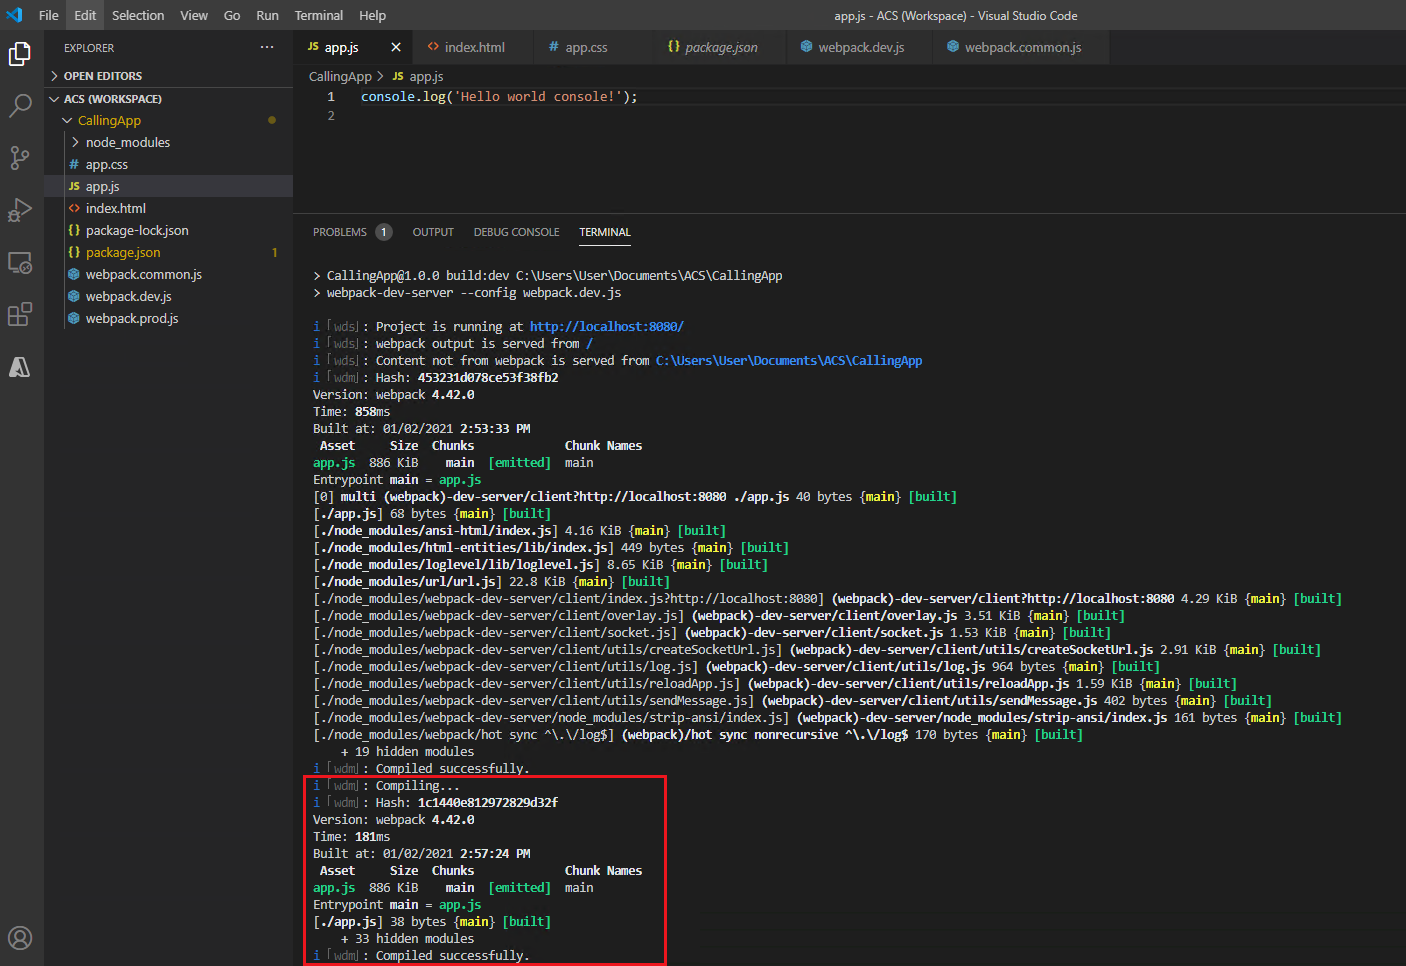 File Edit Selection View Go Run Terminal Help
app.js - ACS (Workspace) - Visual Studio Code
EXPLORER ···
OPEN EDITORS
ACS (WORKSPACE)
CallingApp
node_modules
# app.css
JS app.js
<> index.html
{} package-lock.json
{} package.json 1
webpack.common.js
webpack.dev.js
webpack.prod.js
JS app.js × <> index.html # app.css {} package.json webpack.dev.js webpack.common.js
CallingApp > JS app.js
1 console.log('Hello world console!');
2
PROBLEMS 1 OUTPUT DEBUG CONSOLE TERMINAL
> CallingApp@1.0.0 build:dev C:\Users\User\Documents\ACS\CallingApp
> webpack-dev-server --config webpack.dev.js
i ｢wds｣: Project is running at http://localhost:8080/
i ｢wds｣: webpack output is served from /
i ｢wds｣: Content not from webpack is served from C:\Users\User\Documents\ACS\CallingApp
i ｢wdm｣: Hash: 453231d078ce53f38fb2
Version: webpack 4.42.0
Time: 858ms
Built at: 01/02/2021 2:53:33 PM
Asset Size Chunks Chunk Names
app.js 886 KiB main [emitted] main
Entrypoint main = app.js
[0] multi (webpack)-dev-server/client?http://localhost:8080 ./app.js 40 bytes {main} [built]
[./app.js] 68 bytes {main} [built]
[./node_modules/ansi-html/index.js] 4.16 KiB {main} [built]
[./node_modules/html-entities/lib/index.js] 449 bytes {main} [built]
[./node_modules/loglevel/lib/loglevel.js] 8.65 KiB {main} [built]
[./node_modules/url/url.js] 22.8 KiB {main} [built]
[./node_modules/webpack-dev-server/client/index.js?http://localhost:8080] (webpack)-dev-server/client?http://localhost:8080 4.29 KiB {main} [built]
[./node_modules/webpack-dev-server/client/overlay.js] (webpack)-dev-server/client/overlay.js 3.51 KiB {main} [built]
[./node_modules/webpack-dev-server/client/socket.js] (webpack)-dev-server/client/socket.js 1.53 KiB {main} [built]
[./node_modules/webpack-dev-server/client/utils/createSocketUrl.js] (webpack)-dev-server/client/utils/createSocketUrl.js 2.91 KiB {main} [built]
[./node_modules/webpack-dev-server/client/utils/log.js] (webpack)-dev-server/client/utils/log.js 964 bytes {main} [built]
[./node_modules/webpack-dev-server/client/utils/reloadApp.js] (webpack)-dev-server/client/utils/reloadApp.js 1.59 KiB {main} [built]
[./node_modules/webpack-dev-server/client/utils/sendMessage.js] (webpack)-dev-server/client/utils/sendMessage.js 402 bytes {main} [built]
[./node_modules/webpack-dev-server/node_modules/strip-ansi/index.js] (webpack)-dev-server/node_modules/strip-ansi/index.js 161 bytes {main} [built]
[./node_modules/webpack/hot sync ^\.\/log$] (webpack)/hot sync nonrecursive ^\.\/log$ 170 bytes {main} [built]
+ 19 hidden modules
i ｢wdm｣: Compiled successfully.
i ｢wdm｣: Compiling...
i ｢wdm｣: Hash: 1c1440e812972829d32f
Version: webpack 4.42.0
Time: 181ms
Built at: 01/02/2021 2:57:24 PM
Asset Size Chunks Chunk Names
app.js 886 KiB main [emitted] main
Entrypoint main = app.js
[./app.js] 38 bytes {main} [built]
+ 33 hidden modules
i ｢wdm｣: Compiled successfully.